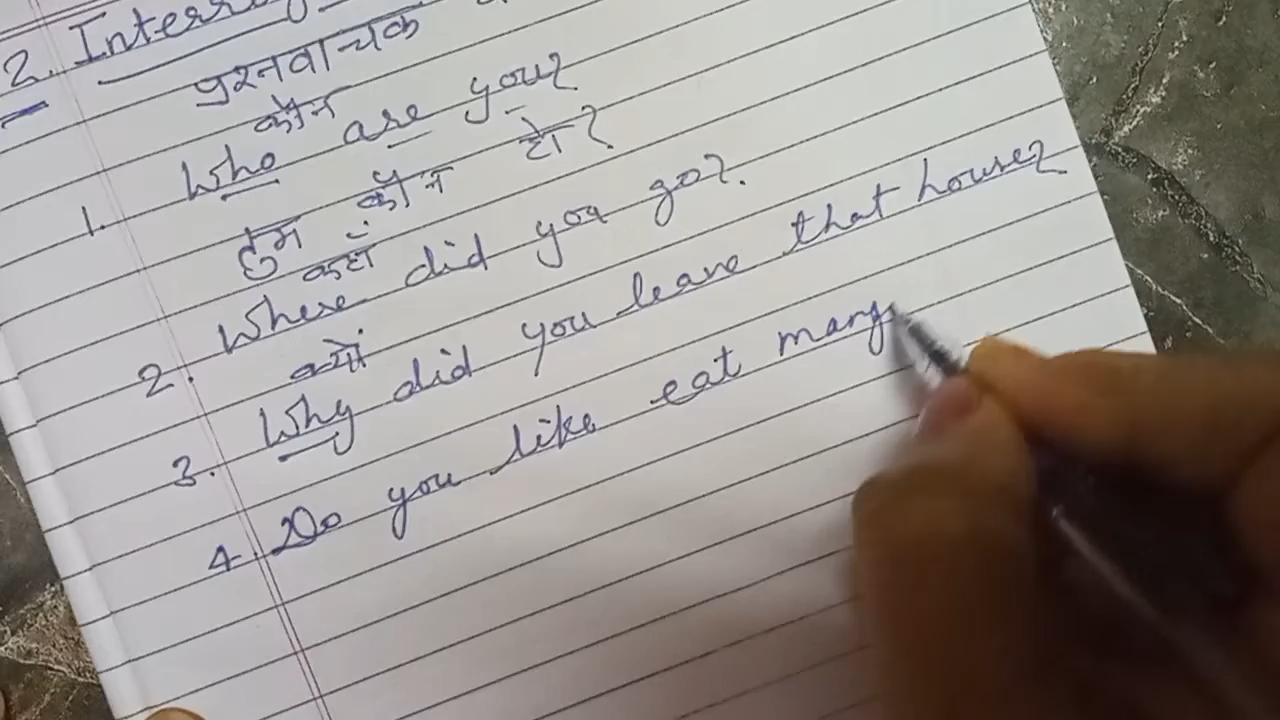 2. Interrog
प्रश्नवाचक
कौन
1. Who are you?
तुम कौन हो?
कहाँ
2. Where did you go?.
क्यों
3. Why did you leave that house?
4. Do you like eat mang